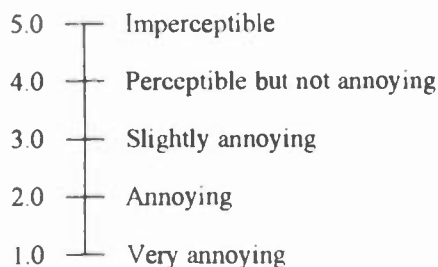 5.0 Imperceptible
4.0 Perceptible but not annoying
3.0 Slightly annoying
2.0 Annoying
1.0 Very annoying